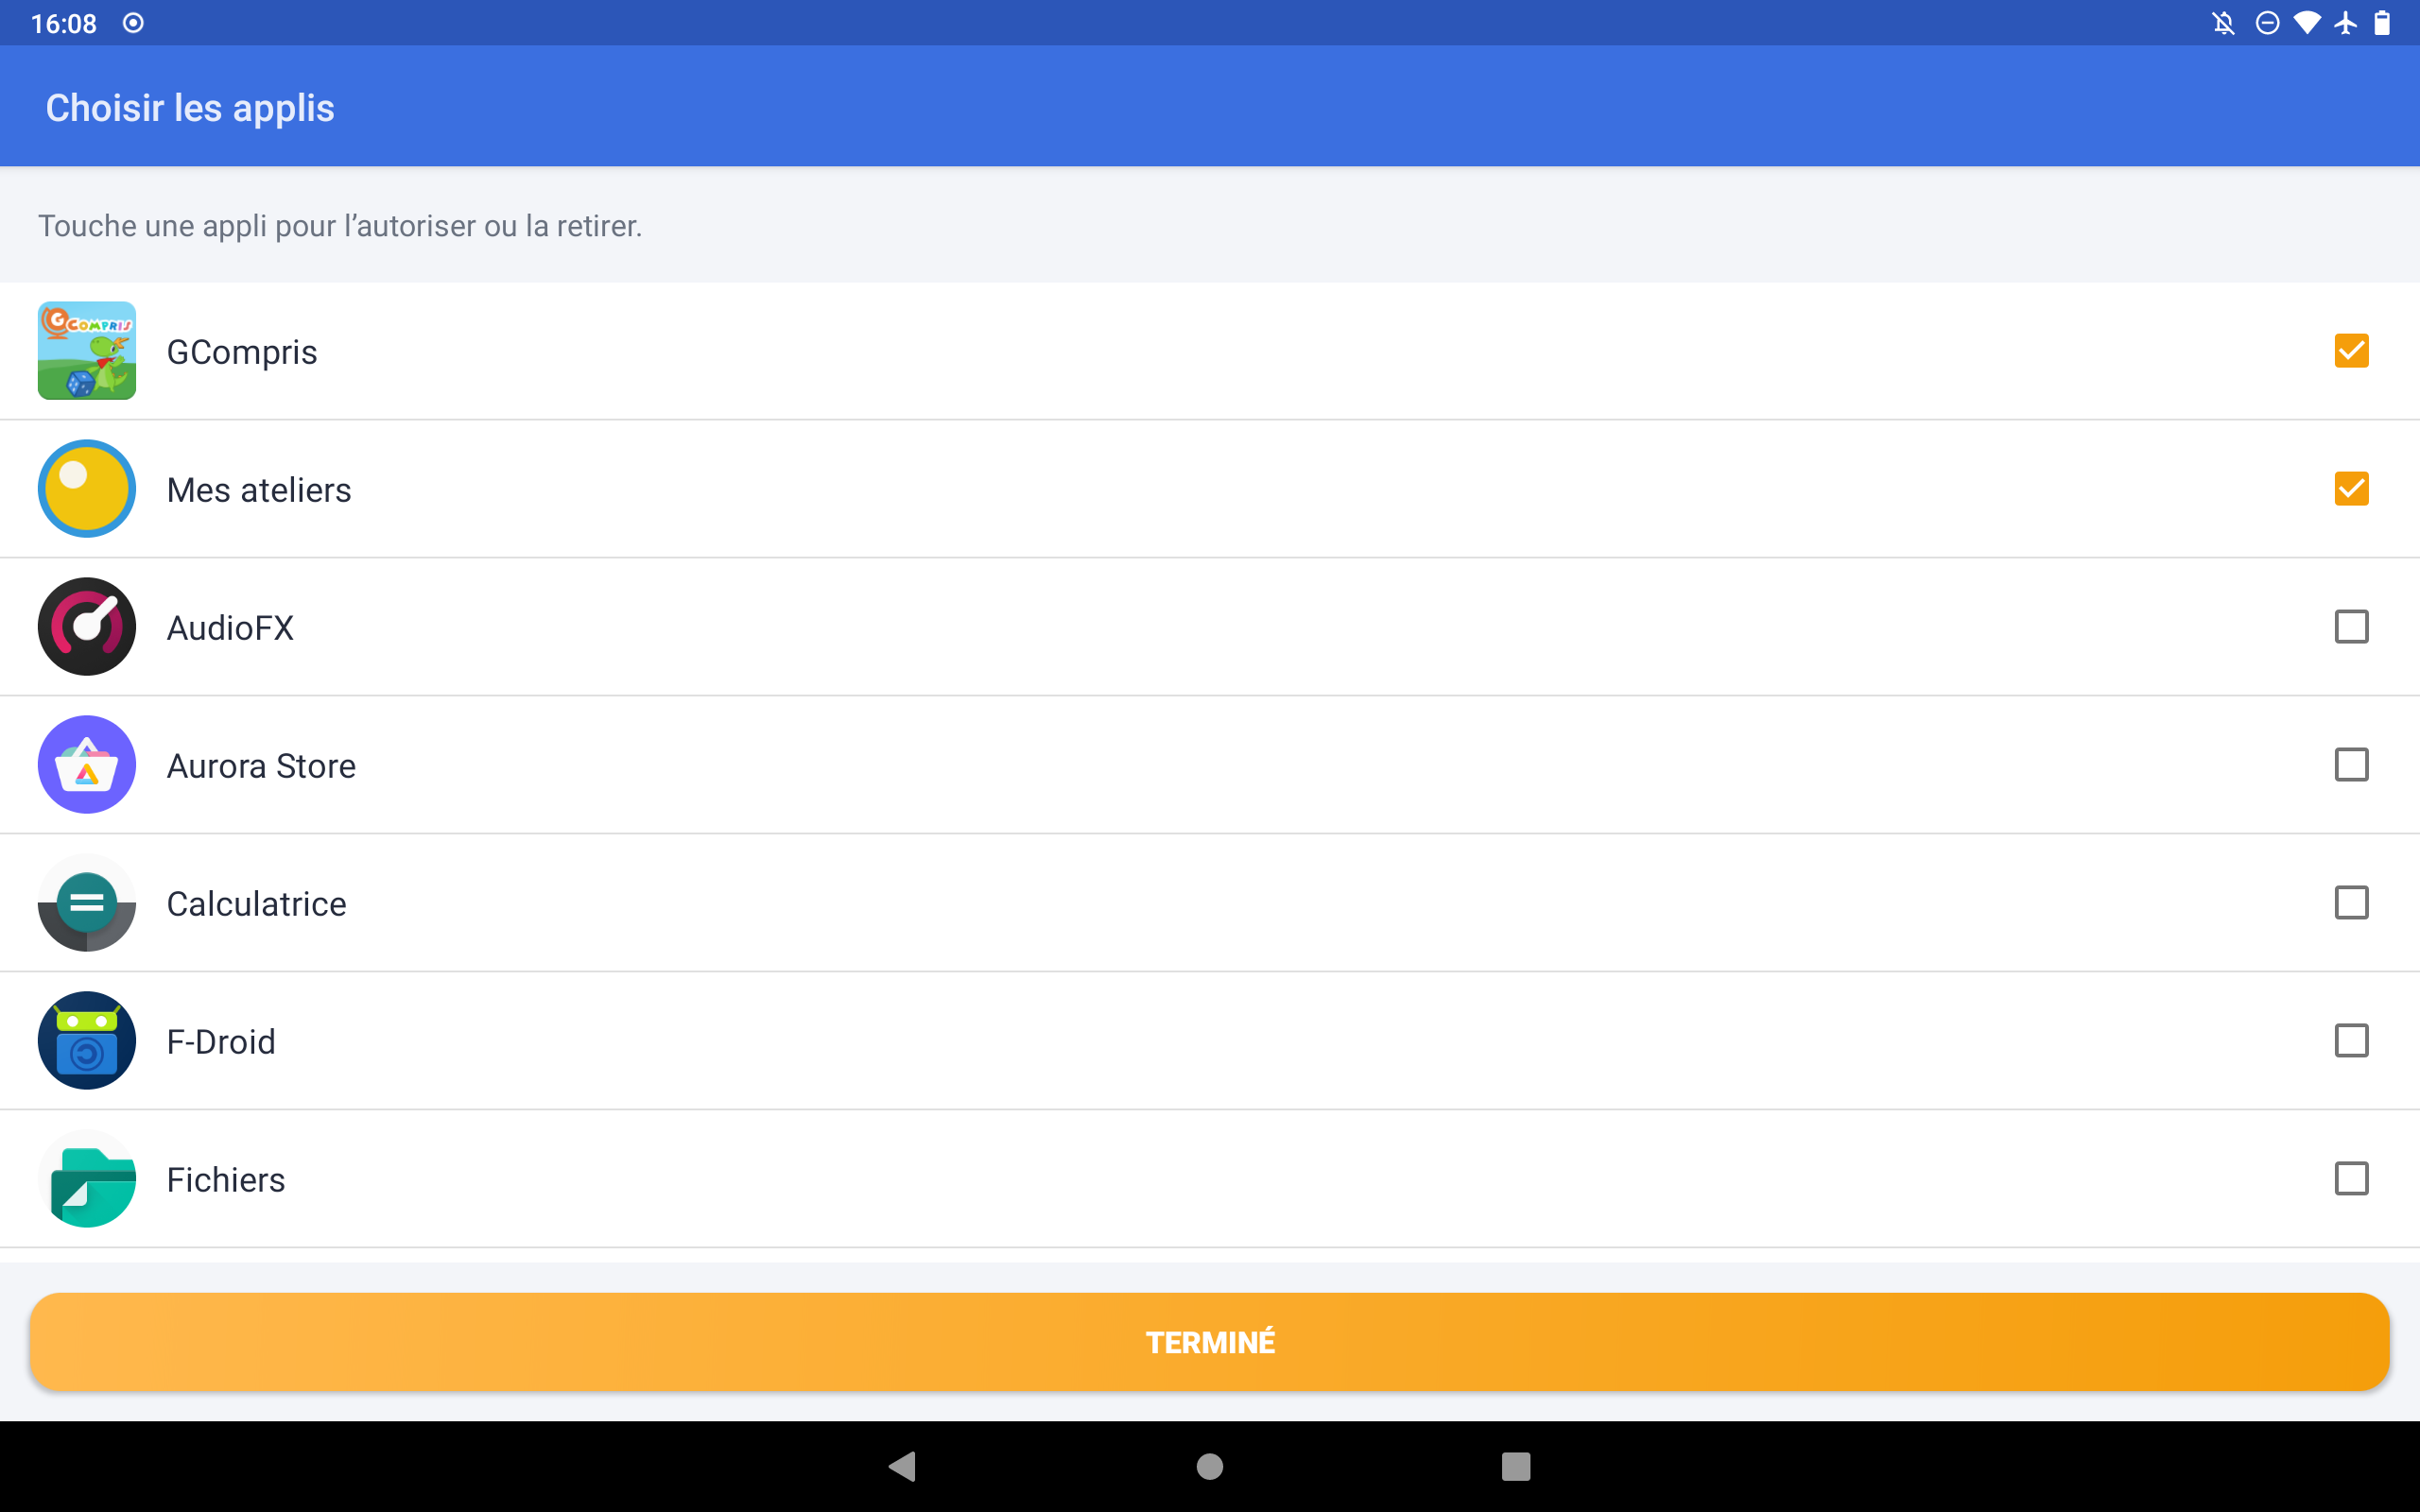 16:08
Choisir les applis
Touche une appli pour l’autoriser ou la retirer.
GCOMPRIS
GCompris
Mes ateliers
AudioFX
Aurora Store
Calculatrice
F-Droid
Fichiers
TERMINÉ